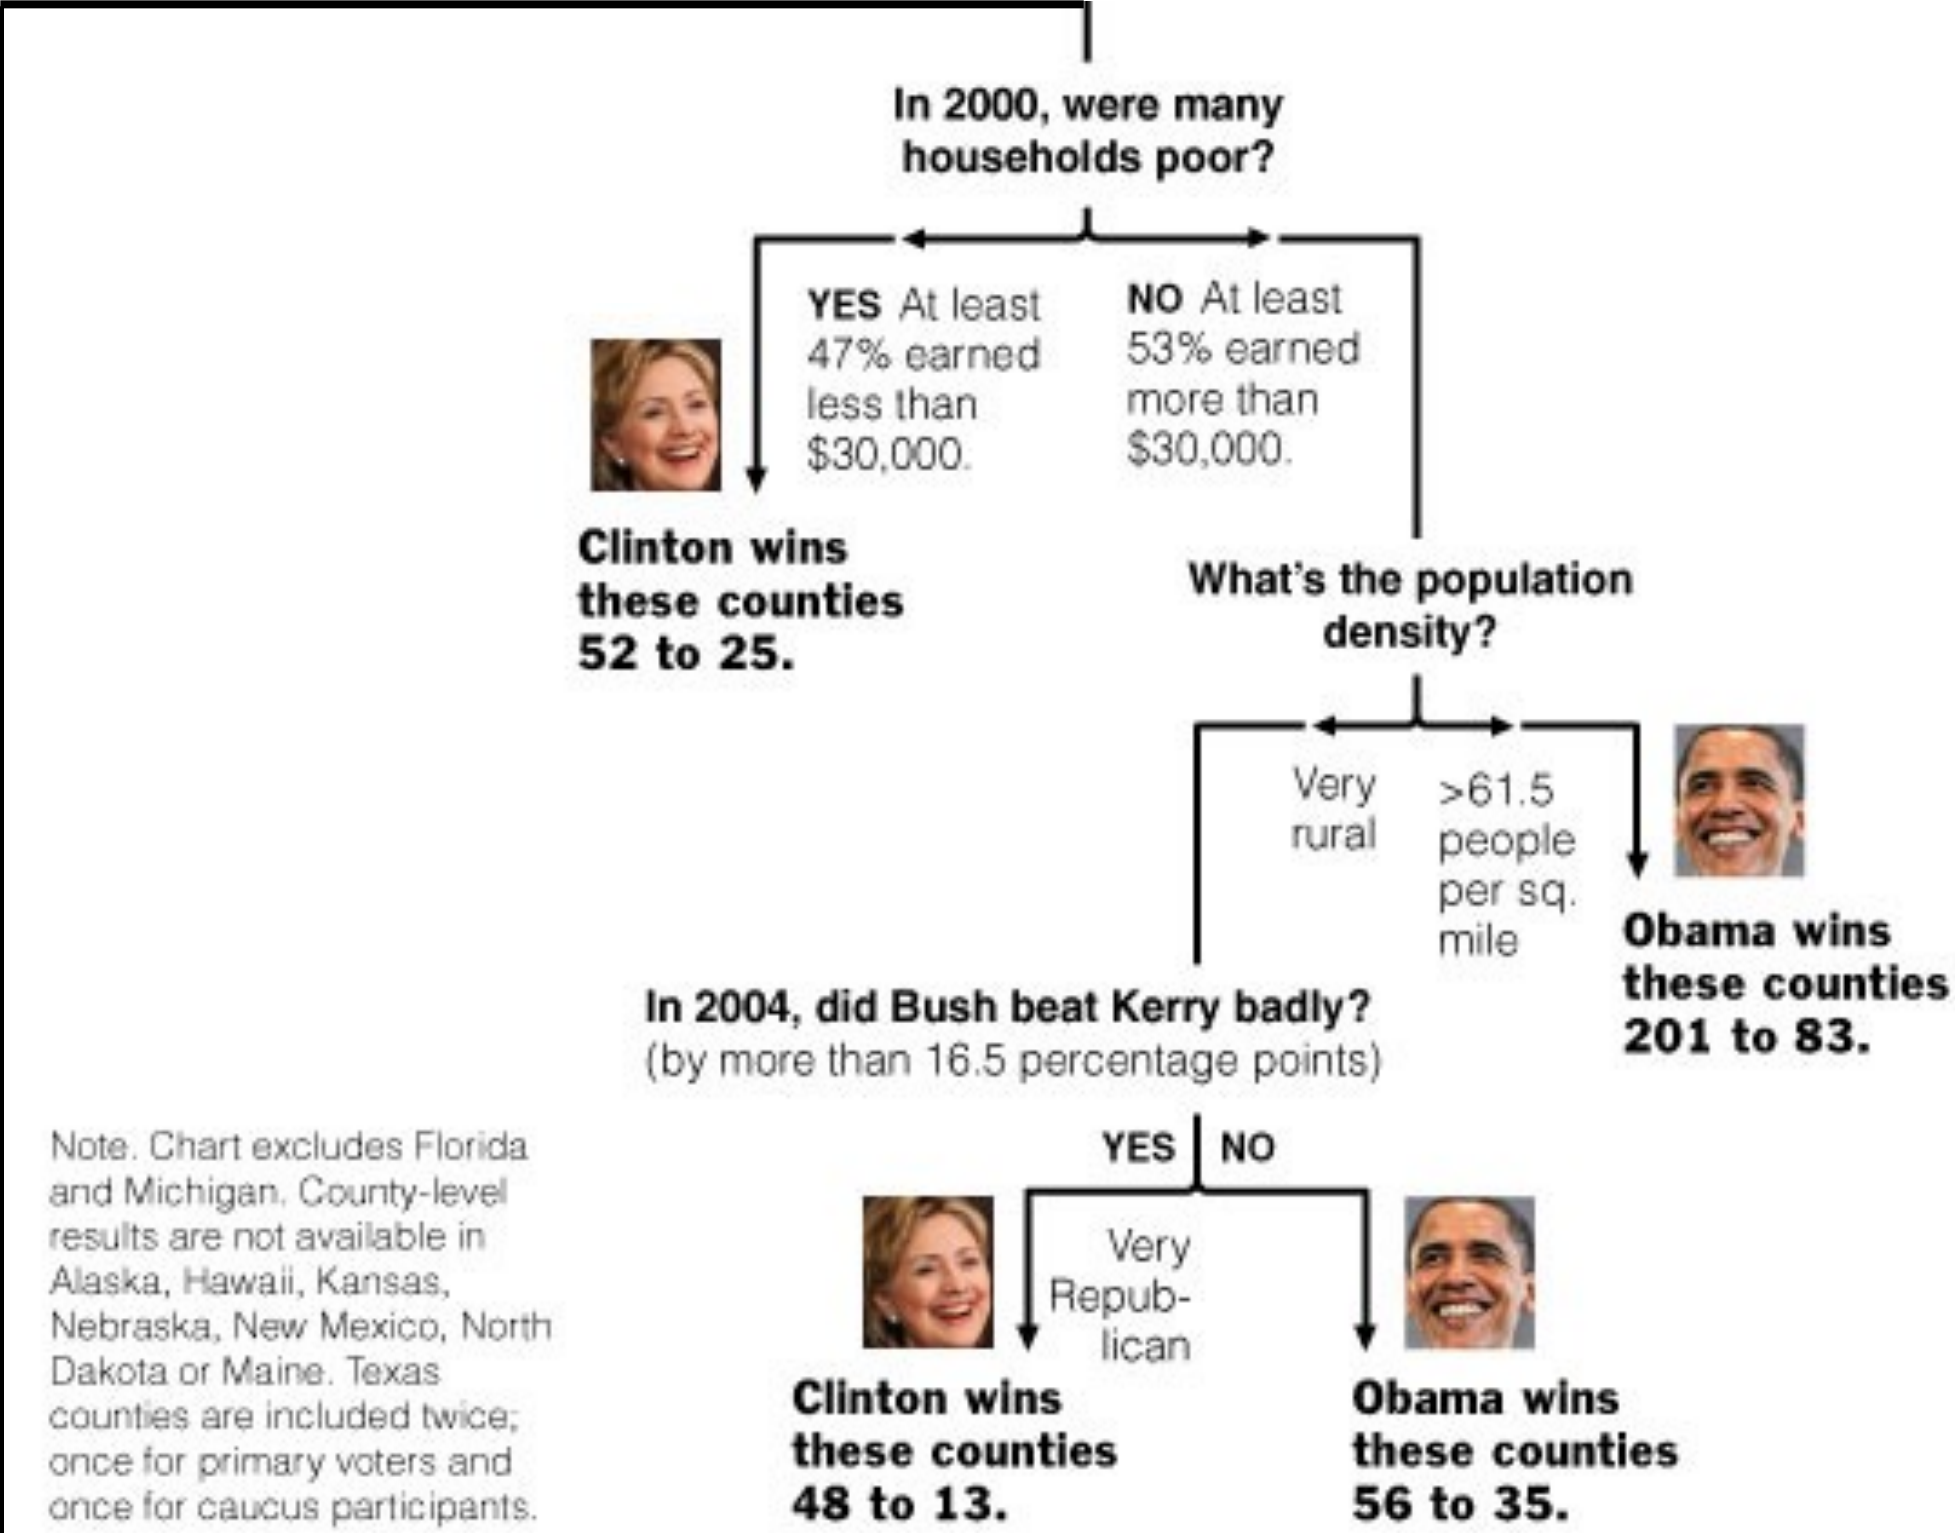 In 2000, were many
households poor?
YES At least
47% earned
less than
$30,000.
NO At least
53% earned
more than
$30,000.
Clinton wins
these counties
52 to 25.
What's the population
density?
Very
rural
>61.5
people
per sq.
mile
Obama wins
these counties
201 to 83.
In 2004, did Bush beat Kerry badly?
(by more than 16.5 percentage points)
YES NO
Very
Repub-
lican
Clinton wins
these counties
48 to 13.
Obama wins
these counties
56 to 35.
Note. Chart excludes Florida
and Michigan. County-level
results are not available in
Alaska, Hawaii, Kansas,
Nebraska, New Mexico, North
Dakota or Maine. Texas
counties are included twice;
once for primary voters and
once for caucus participants.